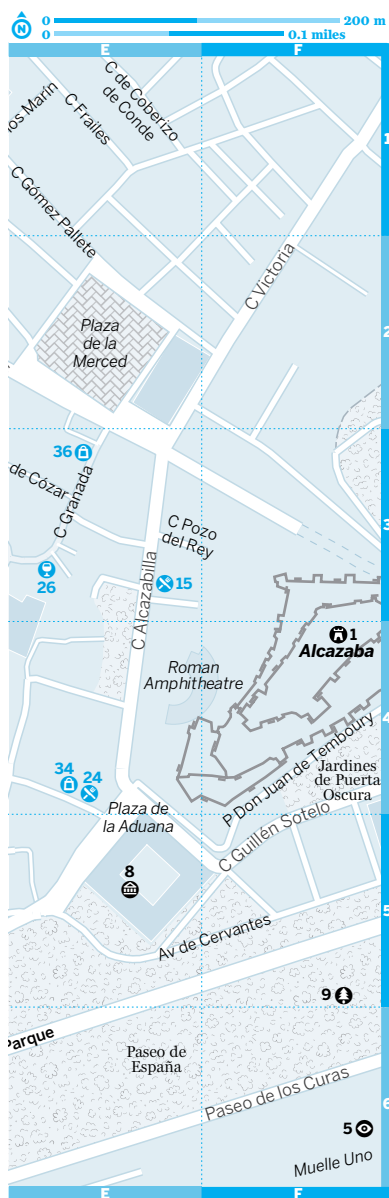 0 200 m
0 0.1 miles
E F
os Marín
C Frailes
C de Coberizo
de Conde
1
C Gómez Pallete
C Victoria
Plaza
de la
Merced
2
36
de Cózar
C Granada
C Pozo
del Rey
3
26
C Alcazabilla
15
1
Alcazaba
Roman
Amphitheatre
4
P Don Juan de Temboury
Jardines
de Puerta
Oscura
34
24
Plaza de
la Aduana
C Guillén Sotelo
8
5
Av de Cervantes
9
Parque
Paseo de
España
Paseo de los Curas
6
5
Muelle Uno
E F